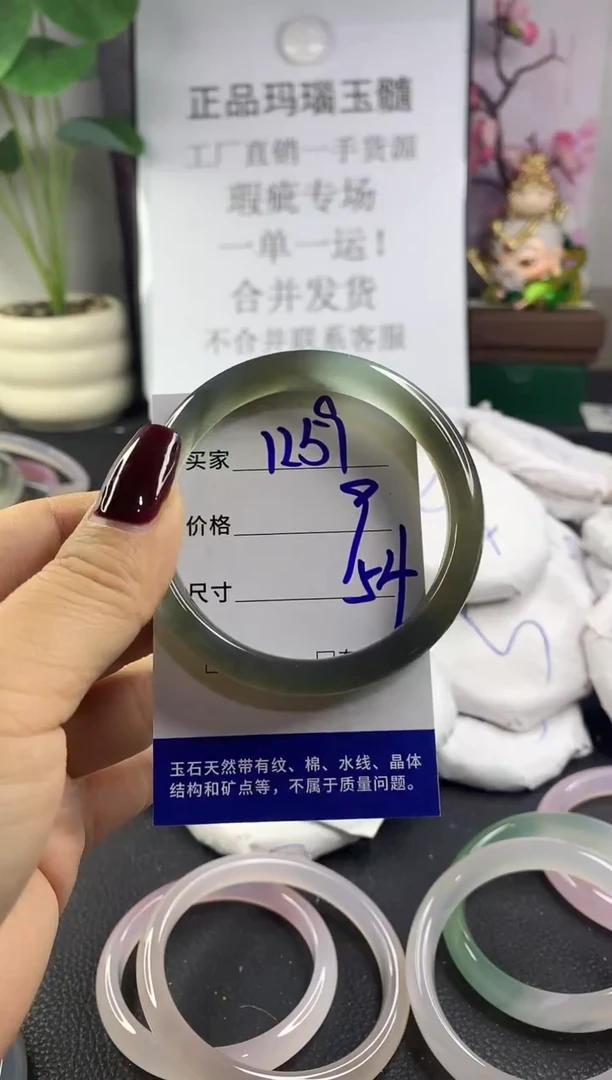 正品玛瑙玉髓
工厂直销一手货源
瑕疵专场
一单一运！
合并发货
不合并联系客服
买家 1259
价格 9
尺寸 54
玉石天然带有纹、棉、水线、晶体
结构和矿点等，不属于质量问题。